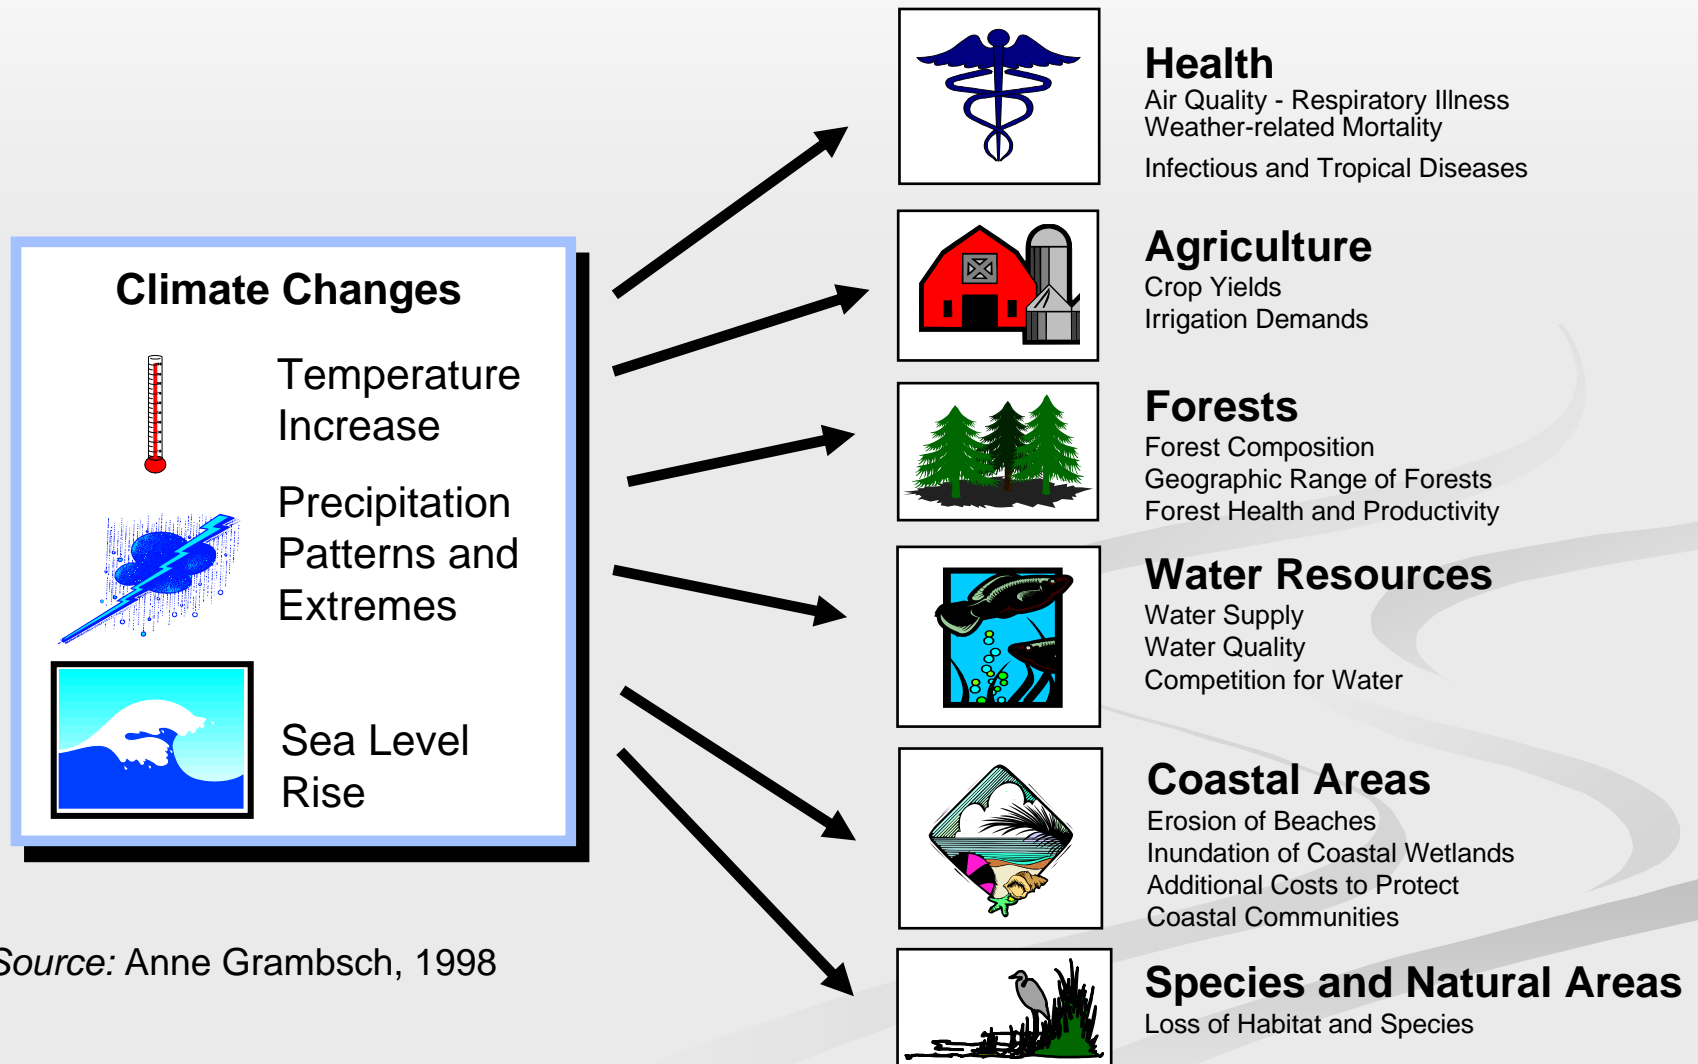 Climate Changes
Temperature
Increase
Precipitation
Patterns and
Extremes
Sea Level
Rise
Source: Anne Grambsch, 1998
Health
Air Quality - Respiratory Illness
Weather-related Mortality
Infectious and Tropical Diseases
Agriculture
Crop Yields
Irrigation Demands
Forests
Forest Composition
Geographic Range of Forests
Forest Health and Productivity
Water Resources
Water Supply
Water Quality
Competition for Water
Coastal Areas
Erosion of Beaches
Inundation of Coastal Wetlands
Additional Costs to Protect
Coastal Communities
Species and Natural Areas
Loss of Habitat and Species